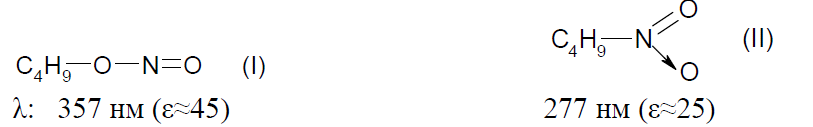 C₄H₉—O—N=O (I)
C₄H₉—N O O (II)
λ: 357 нм (ε≈45) 277 нм (ε≈25)